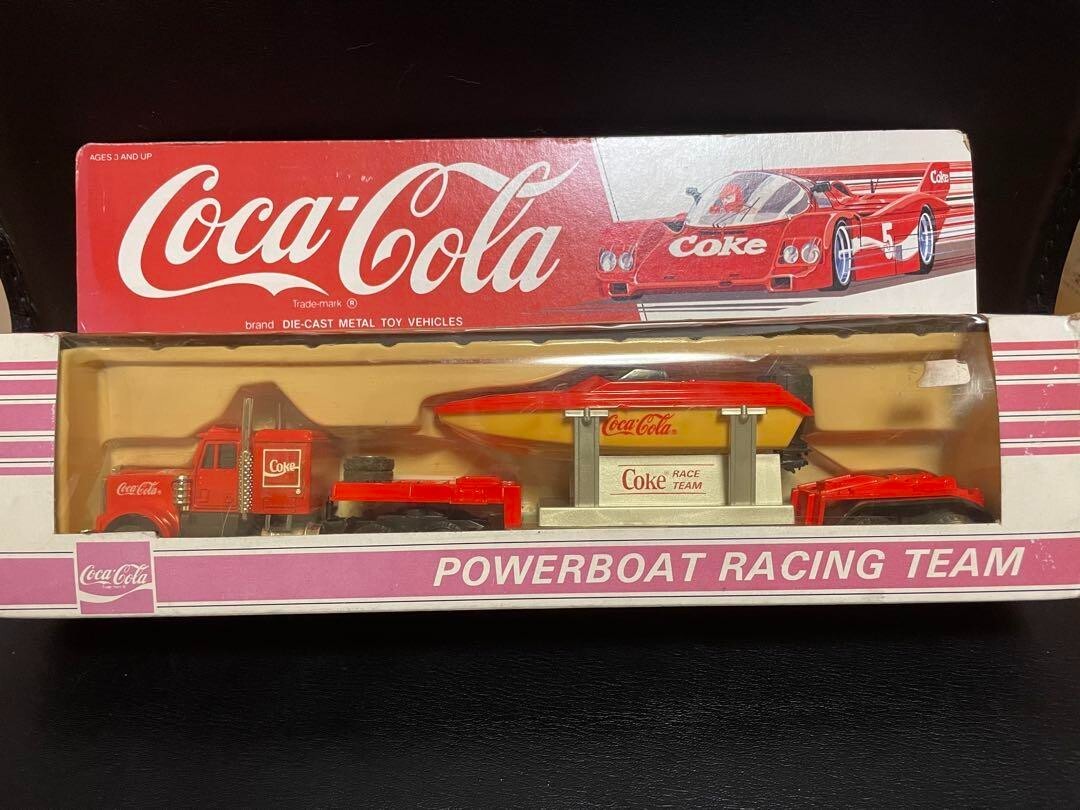 AGES 3 AND UP
Coca-Cola
Trade-mark ®
brand DIE-CAST METAL TOY VEHICLES
Coke
5
Coke
Coca-Cola®
Coke
Coca-Cola®
Coke® RACE
TEAM
Coca-Cola
POWERBOAT RACING TEAM